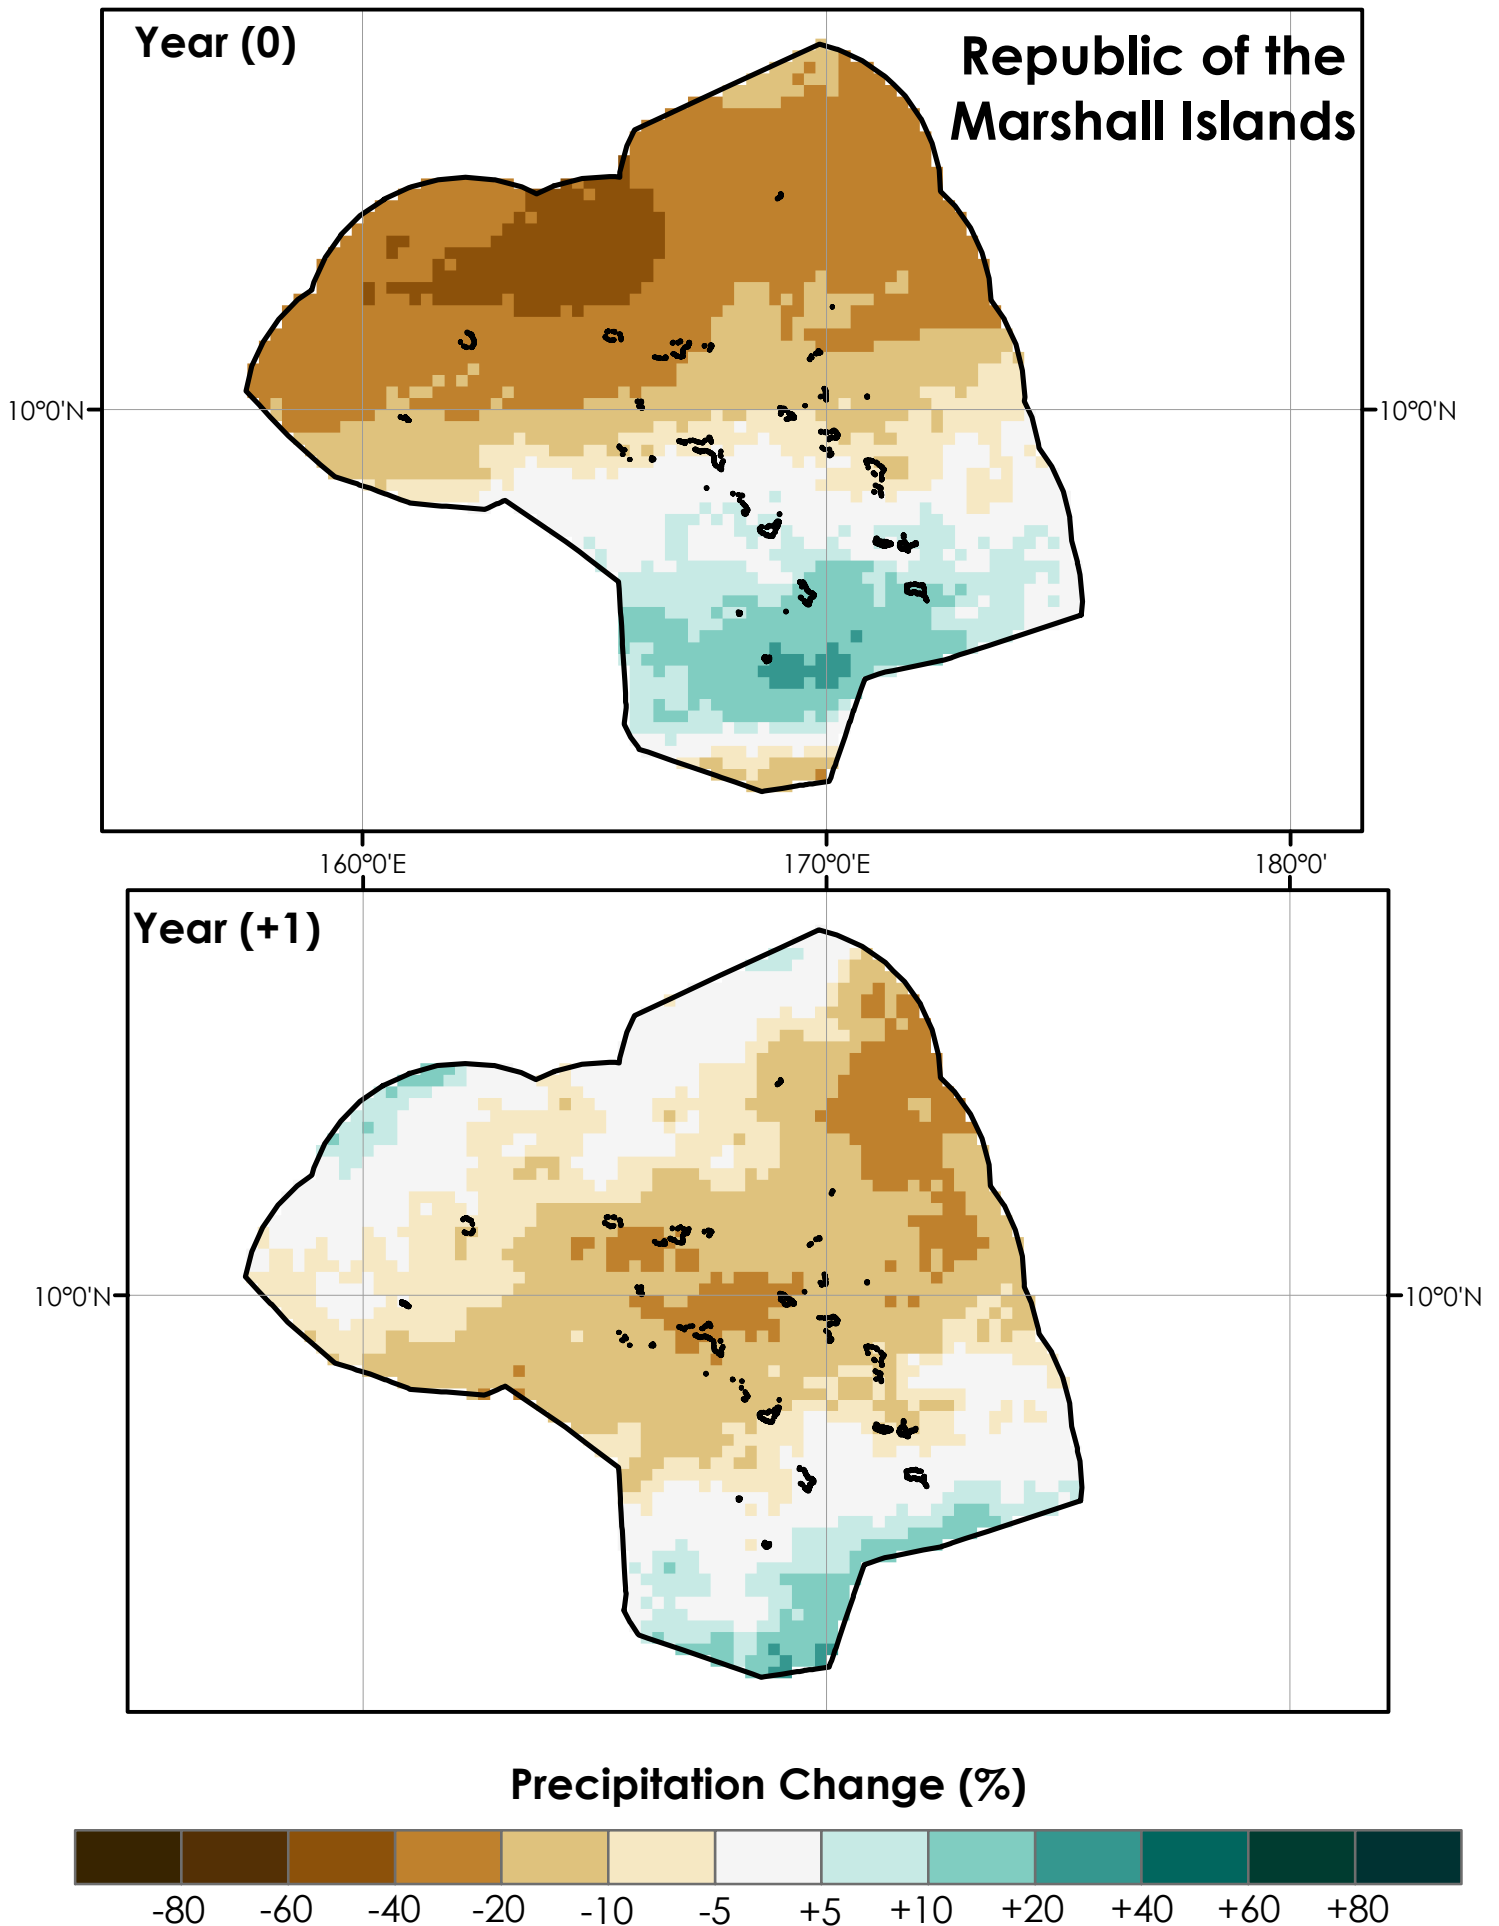 Year (0)
Republic of the
Marshall Islands
10°0'N
10°0'N
160°0'E
170°0'E
180°0'
Year (+1)
10°0'N
10°0'N
Precipitation Change (%)
-80 -60 -40 -20 -10 -5 +5 +10 +20 +40 +60 +80